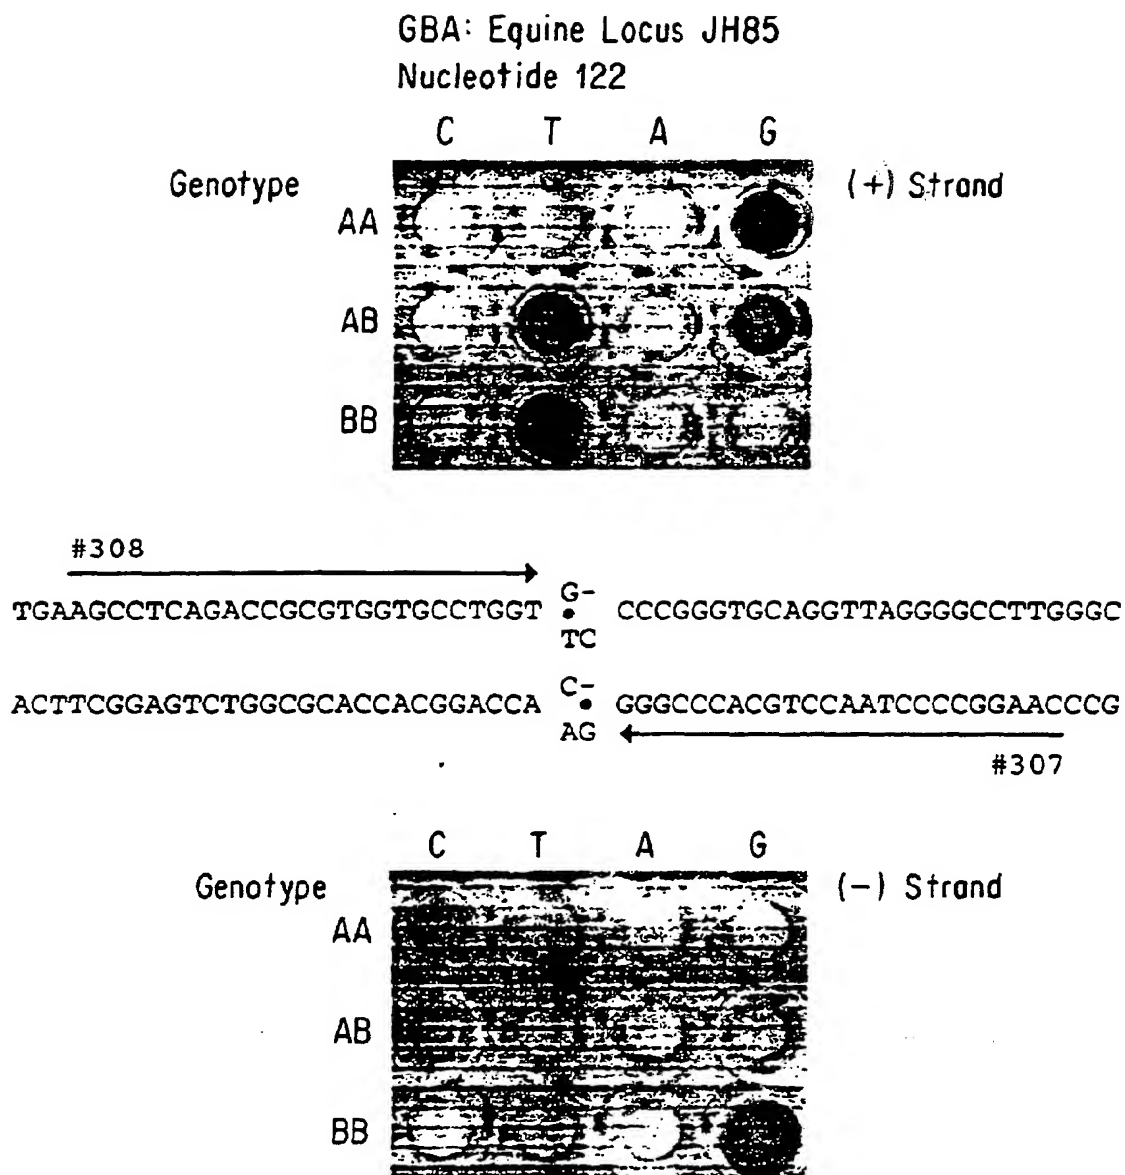 GBA: Equine Locus JH85
Nucleotide 122
C T A G
Genotype (+) Strand
AA
AB
BB
#308
G-
TGAAGCCTCAGACCGCGTGGTGCCTGGT • CCCGGGTGCAGGTTAGGGGCCTTGGGC
TC
C-
ACTTCGGAGTCTGGCGCACCACGGACCA • GGGCCCACGTCCAATCCCCGGAACCCG
AG
#307
C T A G
Genotype (-) Strand
AA
AB
BB